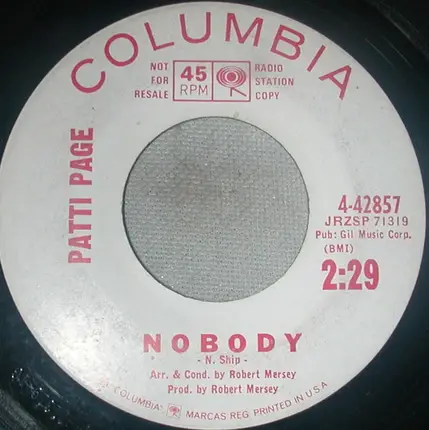 COLUMBIA
NOT FOR RESALE
45 RPM
RADIO STATION COPY
PATTI PAGE
4-42857
JRZSP 71319
Pub: Gil Music Corp.
(BMI)
2:29
NOBODY
- N. Ship -
Arr. & Cond. by Robert Mersey
Prod. by Robert Mersey
"COLUMBIA" MARCAS REG. PRINTED IN U S A